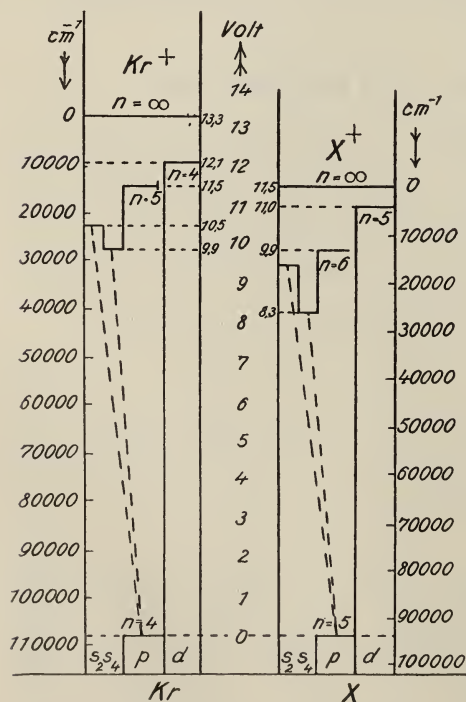 cm⁻¹
Kr⁺
Volt
14
n=∞
13,3
0
13
cm⁻¹
X⁺
10000
12,1
12
n=4
n=5
11,5
11,5
n=∞
0
20000
11
11,0
n=5
10,5
10000
30000
9,9
10
9,9
n=6
9
20000
40000
8,3
8
30000
50000
7
40000
60000
6
5
50000
70000
4
60000
80000
3
70000
90000
2
80000
100000
1
n=4
n=5
90000
110000
0
s₂ s₄ p d
s₂ s₄ p d
100000
Kr
X